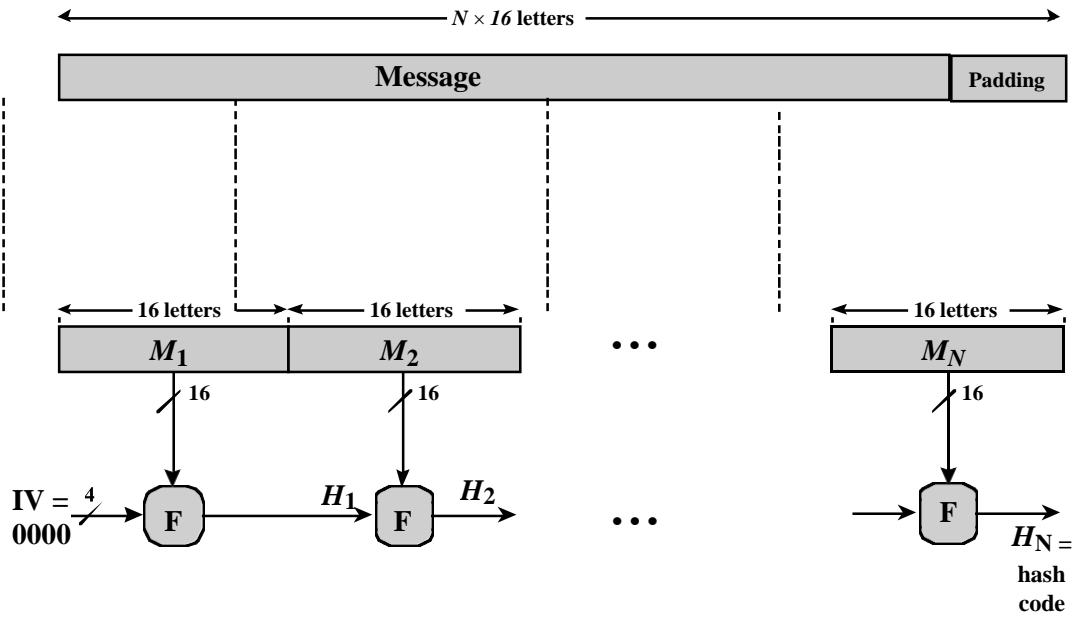 N × 16 letters
Message
Padding
16 letters
16 letters
16 letters
M1
M2
• • •
MN
16
16
16
IV =
0000
4
F
H1
F
H2
• • •
F
HN =
hash
code